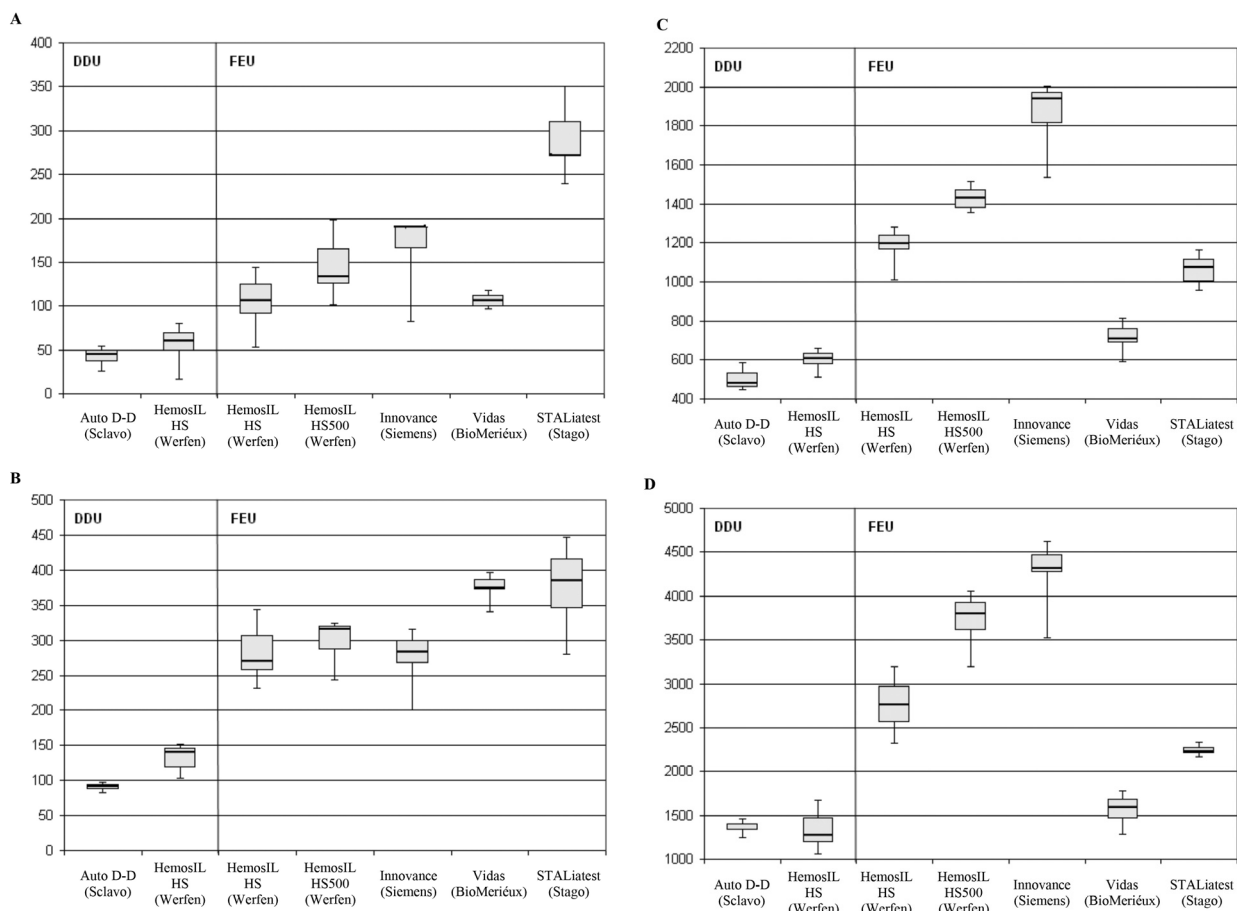 A
400
350
300
250
200
150
100
50
0
DDU
FEU
Auto D-D
(Sclavo)
HemosIL
HS
(Werfen)
HemosIL
HS
(Werfen)
HemosIL
HS500
(Werfen)
Innovance
(Siemens)
Vidas
(BioMeriéux)
STALiatest
(Stago)
B
500
450
400
350
300
250
200
150
100
50
0
DDU
FEU
Auto D-D
(Sclavo)
HemosIL
HS
(Werfen)
HemosIL
HS
(Werfen)
HemosIL
HS500
(Werfen)
Innovance
(Siemens)
Vidas
(BioMeriéux)
STALiatest
(Stago)
C
2200
2000
1800
1600
1400
1200
1000
800
600
400
DDU
FEU
Auto D-D
(Sclavo)
HemosIL
HS
(Werfen)
HemosIL
HS
(Werfen)
HemosIL
HS500
(Werfen)
Innovance
(Siemens)
Vidas
(BioMeriéux)
STALiatest
(Stago)
D
5000
4500
4000
3500
3000
2500
2000
1500
1000
DDU
FEU
Auto D-D
(Sclavo)
HemosIL
HS
(Werfen)
HemosIL
HS
(Werfen)
HemosIL
HS500
(Werfen)
Innovance
(Siemens)
Vidas
(BioMeriéux)
STALiatest
(Stago)